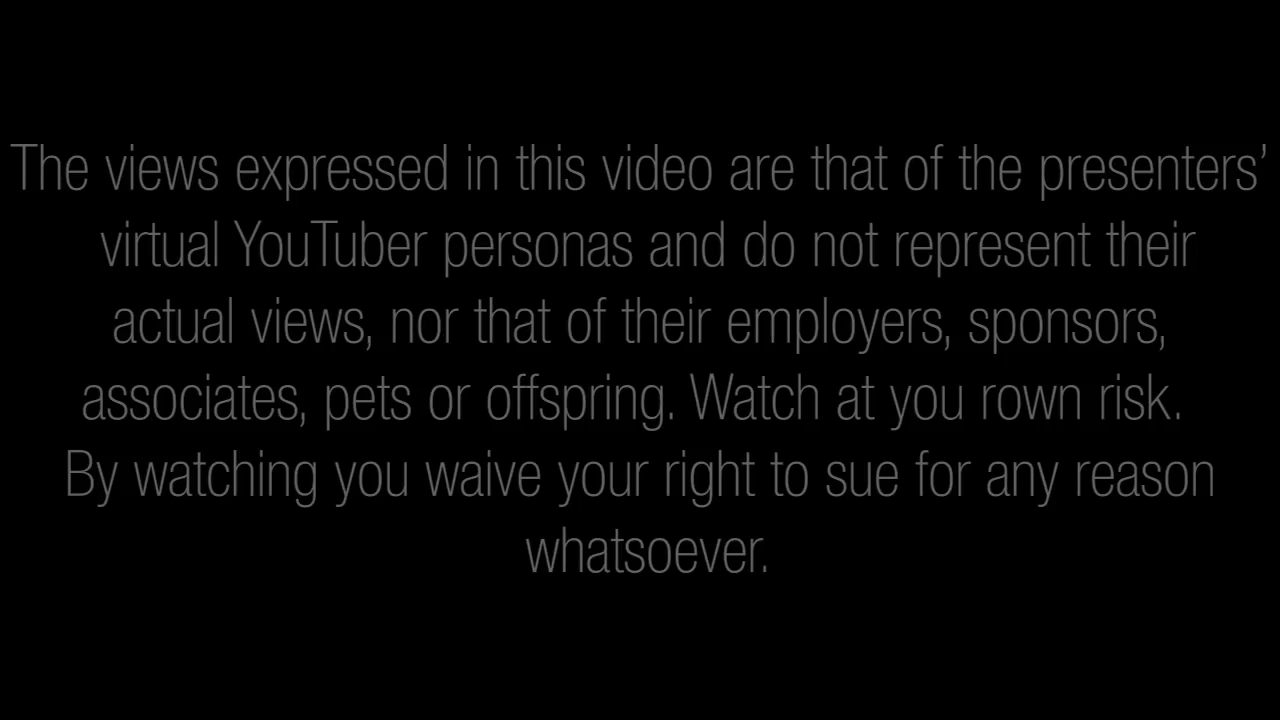 The views expressed in this video are that of the presenters’
virtual YouTuber personas and do not represent their
actual views, nor that of their employers, sponsors,
associates, pets or offspring. Watch at you rown risk.
By watching you waive your right to sue for any reason
whatsoever.